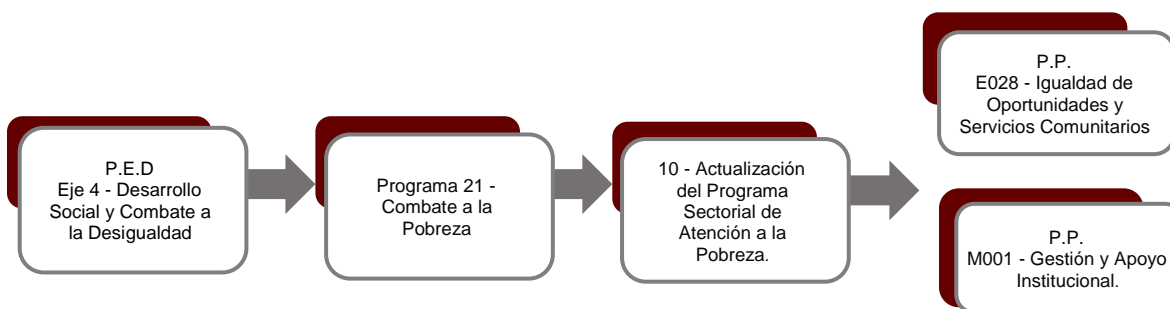 P.E.D
Eje 4 - Desarrollo
Social y Combate a
la Desigualdad
Programa 21 -
Combate a la
Pobreza
10 - Actualización
del Programa
Sectorial de
Atención a la
Pobreza.
P.P.
E028 - Igualdad de
Oportunidades y
Servicios Comunitarios
P.P.
M001 - Gestión y Apoyo
Institucional.